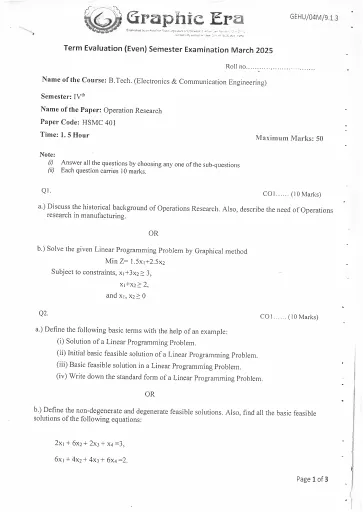 Graphic Era
GEHU/04M/9.1.3
Term Evaluation (Even) Semester Examination March 2025
Roll no..............................
Name of the Course: B.Tech. (Electronics & Communication Engineering)
Semester: IVth
Name of the Paper: Operation Research
Paper Code: HSMC 401
Time: 1. 5 Hour
Maximum Marks: 50
Note:
(i) Answer all the questions by choosing any one of the sub-questions
(ii) Each question carries 10 marks.
Q1.
CO1...... (10 Marks)
a.) Discuss the historical background of Operations Research. Also, describe the need of Operations
research in manufacturing.
OR
b.) Solve the given Linear Programming Problem by Graphical method
Min Z= 1.5x1+2.5x2
Subject to constraints, x1+3x2 ≥ 3,
x1+x2 ≥ 2,
and x1, x2 ≥ 0
Q2.
CO1...... (10 Marks)
a.) Define the following basic terms with the help of an example:
(i) Solution of a Linear Programming Problem.
(ii) Initial basic feasible solution of a Linear Programming Problem.
(iii) Basic feasible solution in a Linear Programming Problem.
(iv) Write down the standard form of a Linear Programming Problem.
OR
b.) Define the non-degenerate and degenerate feasible solutions. Also, find all the basic feasible
solutions of the following equations:
2x1 + 6x2 + 2x3 + x4 =3,
6x1 + 4x2 + 4x3 + 6x4 =2.
Page 1 of 3